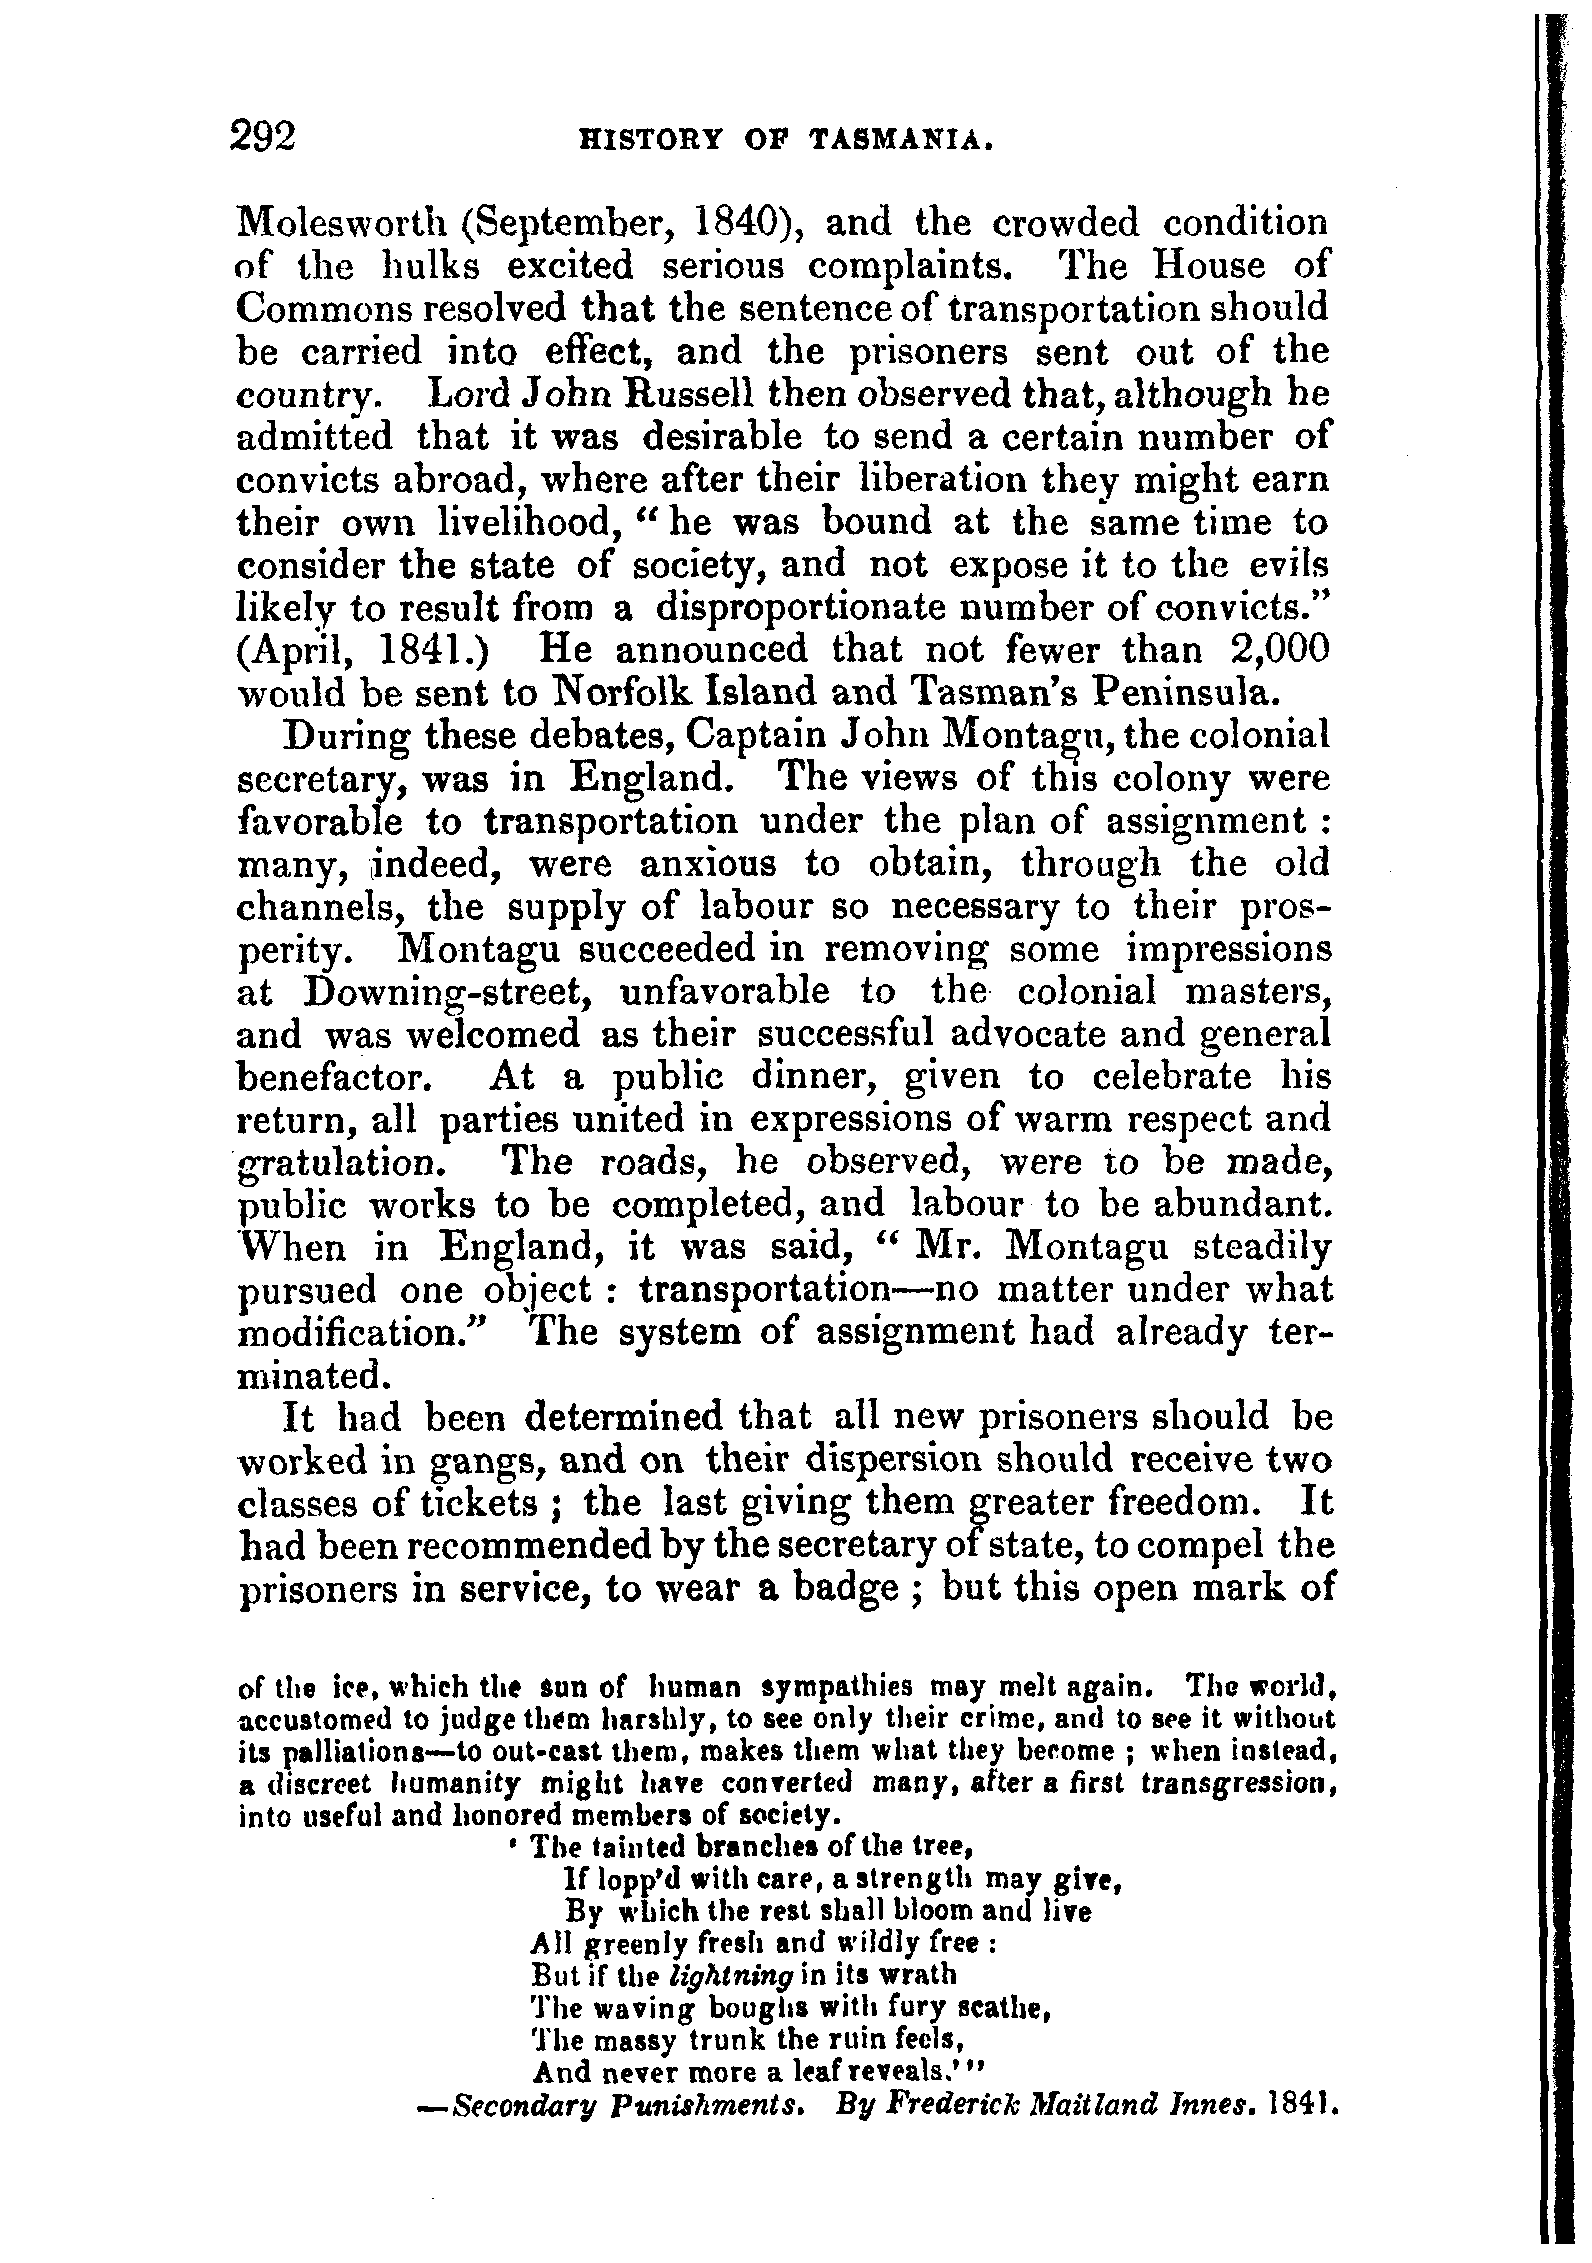 292 HISTORY OF TASMANIA.
Molesworth (September, 1840), and the crowded condition
of the hulks excited serious complaints. The House of
Commons resolved that the sentence of transportation should
be carried into effect, and the prisoners sent out of the
country. Lord John Russell then observed that, although he
admitted that it was desirable to send a certain number of
convicts abroad, where after their liberation they might earn
their own livelihood, “ he was bound at the same time to
consider the state of society, and not expose it to the evils
likely to result from a disproportionate number of convicts.”
(April, 1841.) He announced that not fewer than 2,000
would be sent to Norfolk Island and Tasman's Peninsula.
During these debates, Captain John Montagu, the colonial
secretary, was in England. The views of this colony were
favorable to transportation under the plan of assignment :
many, indeed, were anxious to obtain, through the old
channels, the supply of labour so necessary to their pros-
perity. Montagu succeeded in removing some impressions
at Downing-street, unfavorable to the colonial masters,
and was welcomed as their successful advocate and general
benefactor. At a public dinner, given to celebrate his
return, all parties united in expressions of warm respect and
gratulation. The roads, he observed, were to be made,
public works to be completed, and labour to be abundant.
When in England, it was said, “ Mr. Montagu steadily
pursued one object : transportation—no matter under what
modification.” The system of assignment had already ter-
minated.
It had been determined that all new prisoners should be
worked in gangs, and on their dispersion should receive two
classes of tickets ; the last giving them greater freedom. It
had been recommended by the secretary of state, to compel the
prisoners in service, to wear a badge ; but this open mark of
of the ice, which the sun of human sympathies may melt again. The world,
accustomed to judge them harshly, to see only their crime, and to see it without
its palliations—to out-cast them, makes them what they become ; when instead,
a discreet humanity might have converted many, after a first transgression,
into useful and honored members of society.
‘ The tainted branches of the tree,
If lopp'd with care, a strength may give,
By which the rest shall bloom and live
All greenly fresh and wildly free :
But if the lightning in its wrath
The waving boughs with fury scathe,
The massy trunk the ruin feels,
And never more a leaf reveals.’”
—Secondary Punishments. By Frederick Maitland Innes. 1841.